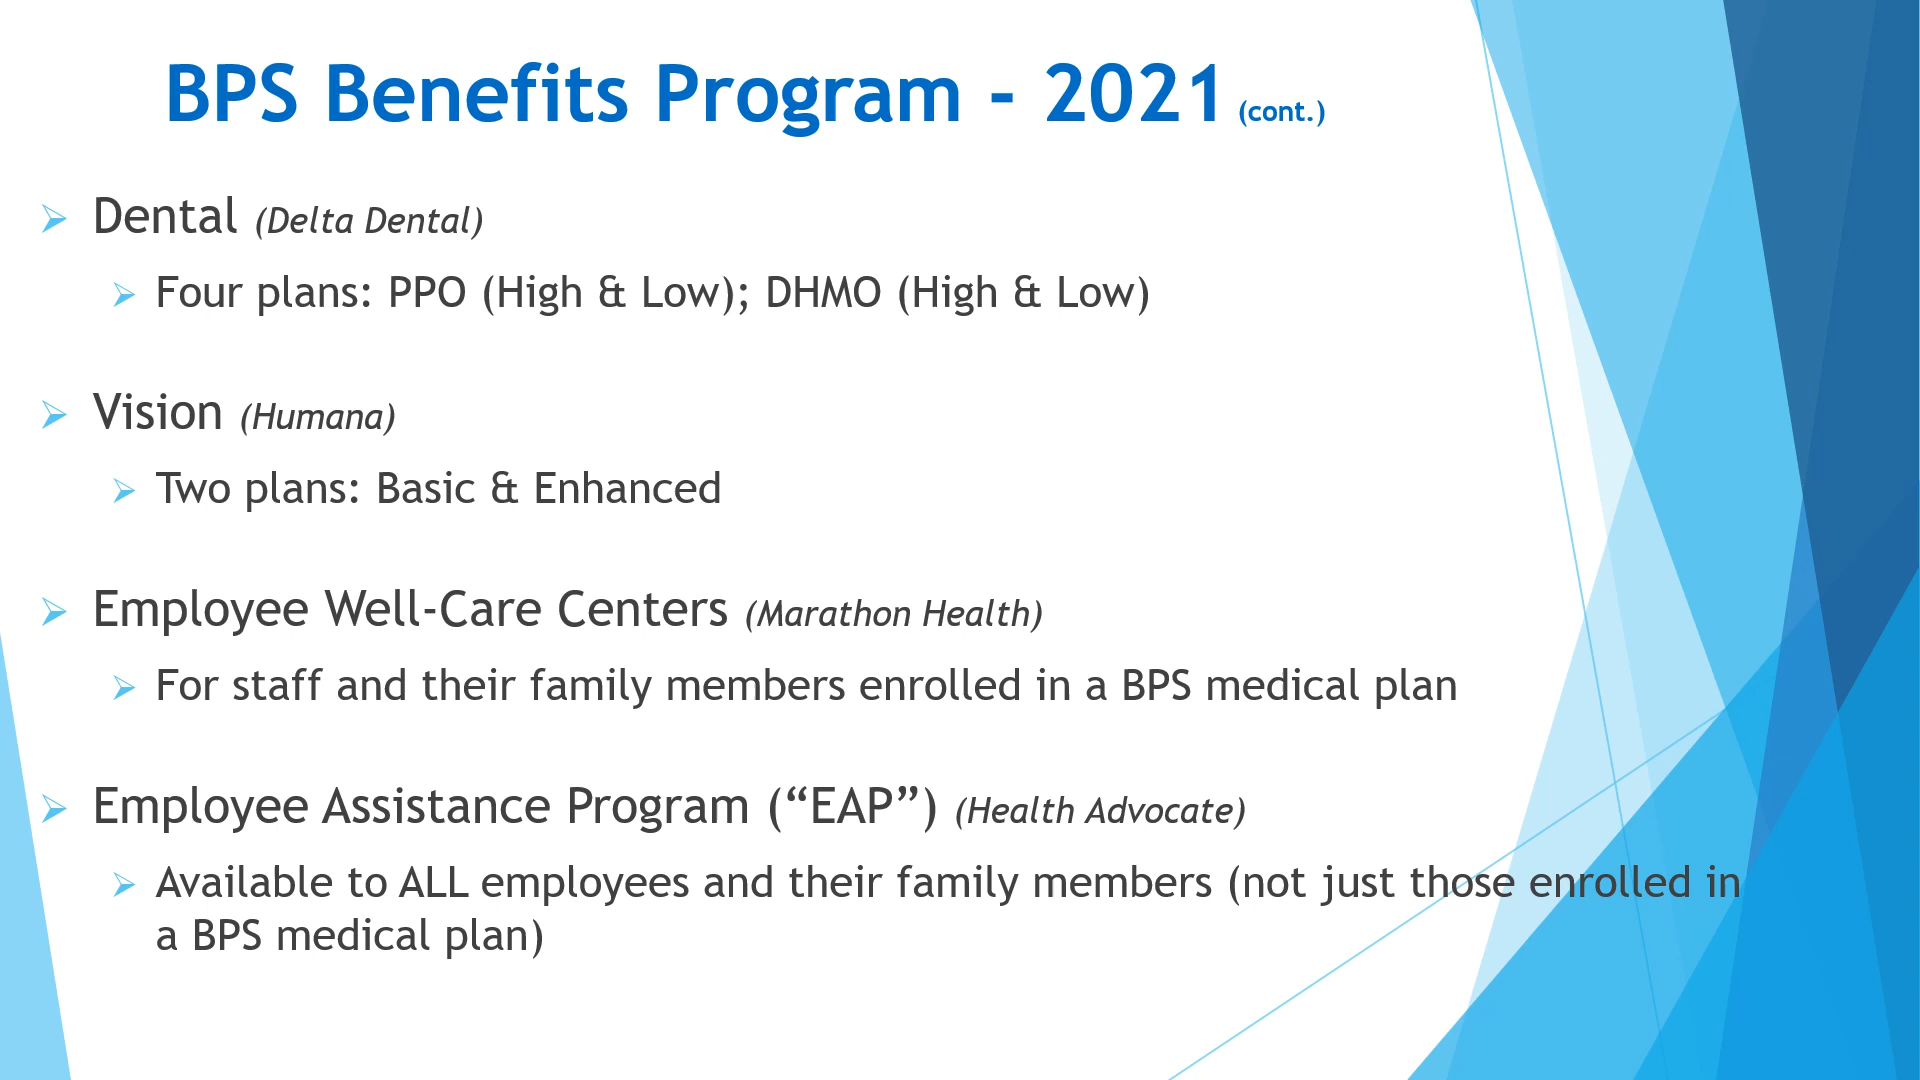 BPS Benefits Program - 2021 (cont.)
Dental (Delta Dental)
Four plans: PPO (High & Low); DHMO (High & Low)
Vision (Humana)
Two plans: Basic & Enhanced
Employee Well-Care Centers (Marathon Health)
For staff and their family members enrolled in a BPS medical plan
Employee Assistance Program (“EAP”) (Health Advocate)
Available to ALL employees and their family members (not just those enrolled in
a BPS medical plan)